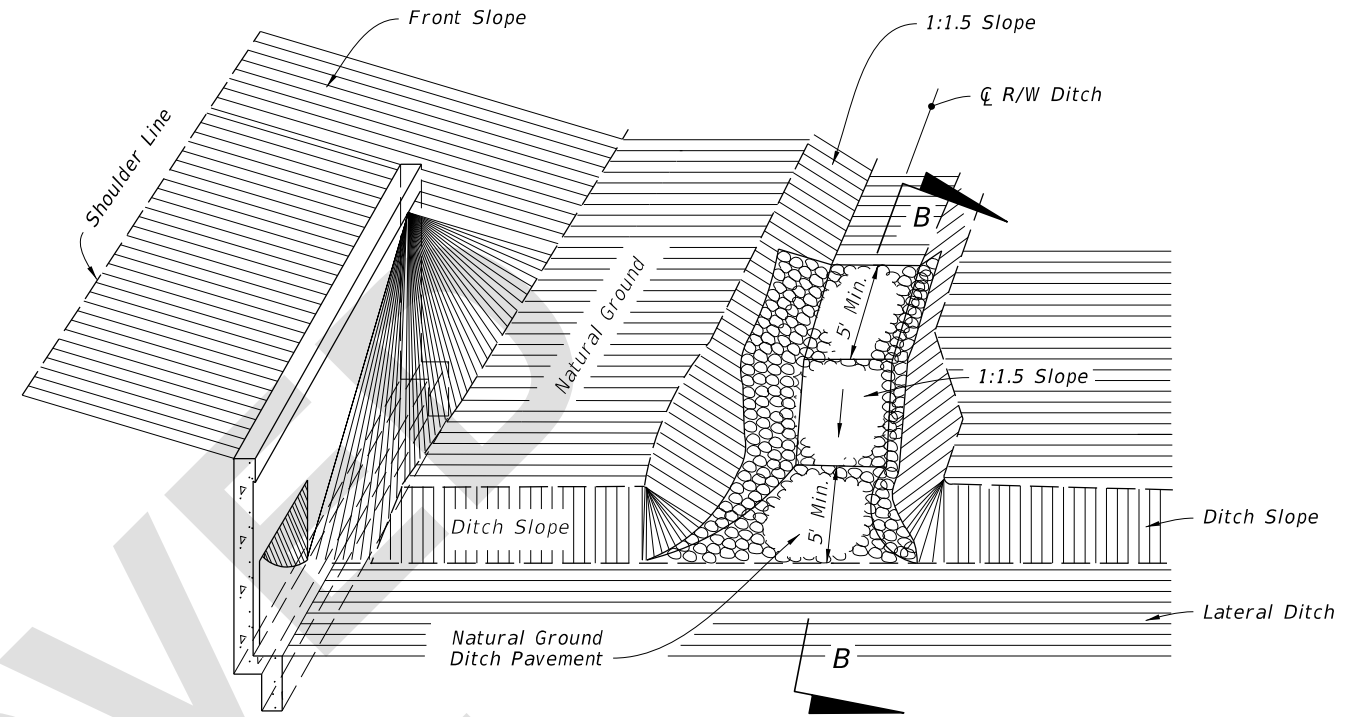 Front Slope
1:1.5 Slope
℄ R/W Ditch
Shoulder Line
B
Natural Ground
5' Min.
1:1.5 Slope
Ditch Slope
5' Min.
Ditch Slope
Lateral Ditch
Natural Ground
Ditch Pavement
B